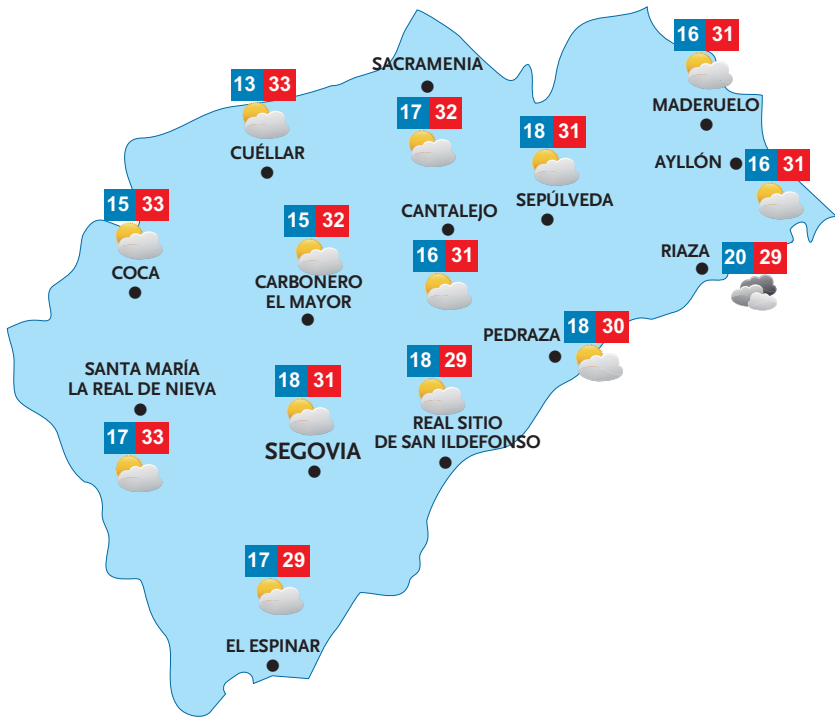 16 31
MADERUELO
SACRAMENIA
17 32
13 33
CUÉLLAR
18 31
SEPÚLVEDA
AYLLÓN
16 31
15 33
COCA
15 32
CARBONERO
EL MAYOR
CANTALEJO
16 31
RIAZA
20 29
PEDRAZA
18 30
SANTA MARÍA
LA REAL DE NIEVA
17 33
18 31
SEGOVIA
18 29
REAL SITIO
DE SAN ILDEFONSO
17 29
EL ESPINAR